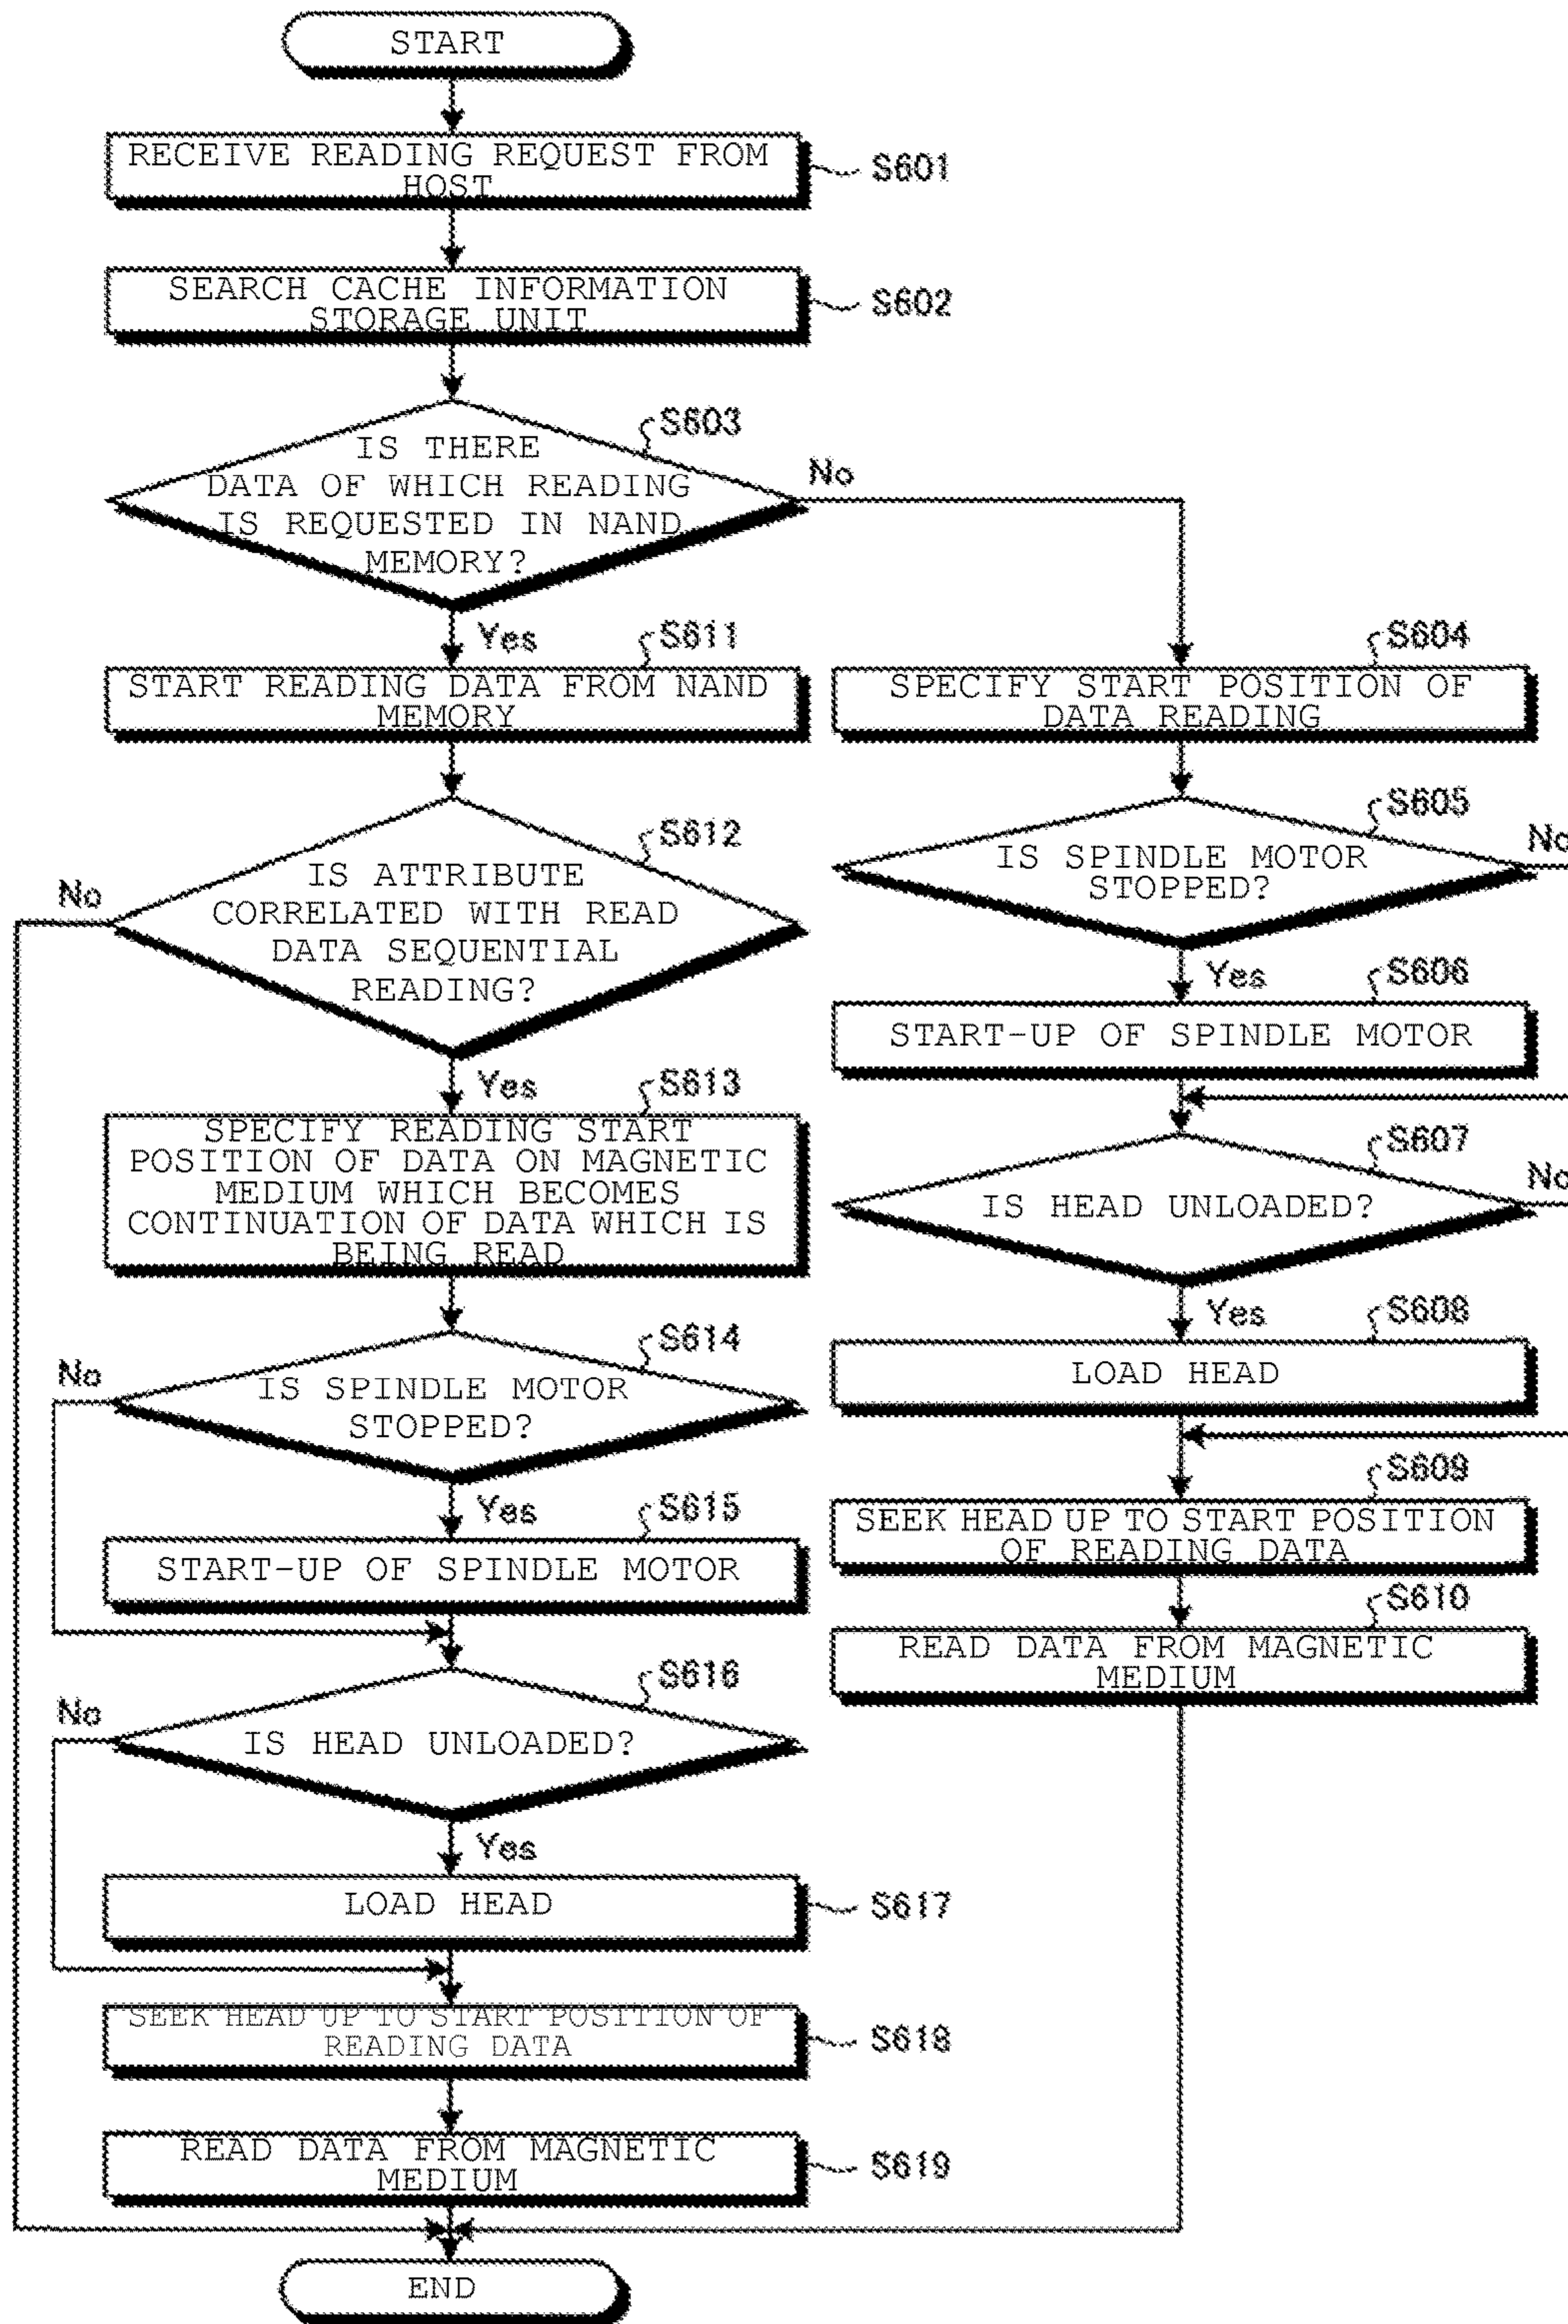 START
RECEIVE READING REQUEST FROM
HOST
S601
SEARCH CACHE INFORMATION
STORAGE UNIT
S602
S603
IS THERE
DATA OF WHICH READING
IS REQUESTED IN NAND
MEMORY?
No
Yes
S611
START READING DATA FROM NAND
MEMORY
S612
IS ATTRIBUTE
CORRELATED WITH READ
DATA SEQUENTIAL
READING?
No
Yes
S613
SPECIFY READING START
POSITION OF DATA ON MAGNETIC
MEDIUM WHICH BECOMES
CONTINUATION OF DATA WHICH IS
BEING READ
S614
No
IS SPINDLE MOTOR
STOPPED?
Yes
S615
START-UP OF SPINDLE MOTOR
S616
No
IS HEAD UNLOADED?
Yes
LOAD HEAD
S617
SEEK HEAD UP TO START POSITION OF
READING DATA
S618
READ DATA FROM MAGNETIC
MEDIUM
S619
S604
SPECIFY START POSITION OF
DATA READING
S605
No
IS SPINDLE MOTOR
STOPPED?
Yes
S606
START-UP OF SPINDLE MOTOR
S607
No
IS HEAD UNLOADED?
Yes
S608
LOAD HEAD
S609
SEEK HEAD UP TO START POSITION
OF READING DATA
S610
READ DATA FROM MAGNETIC
MEDIUM
END